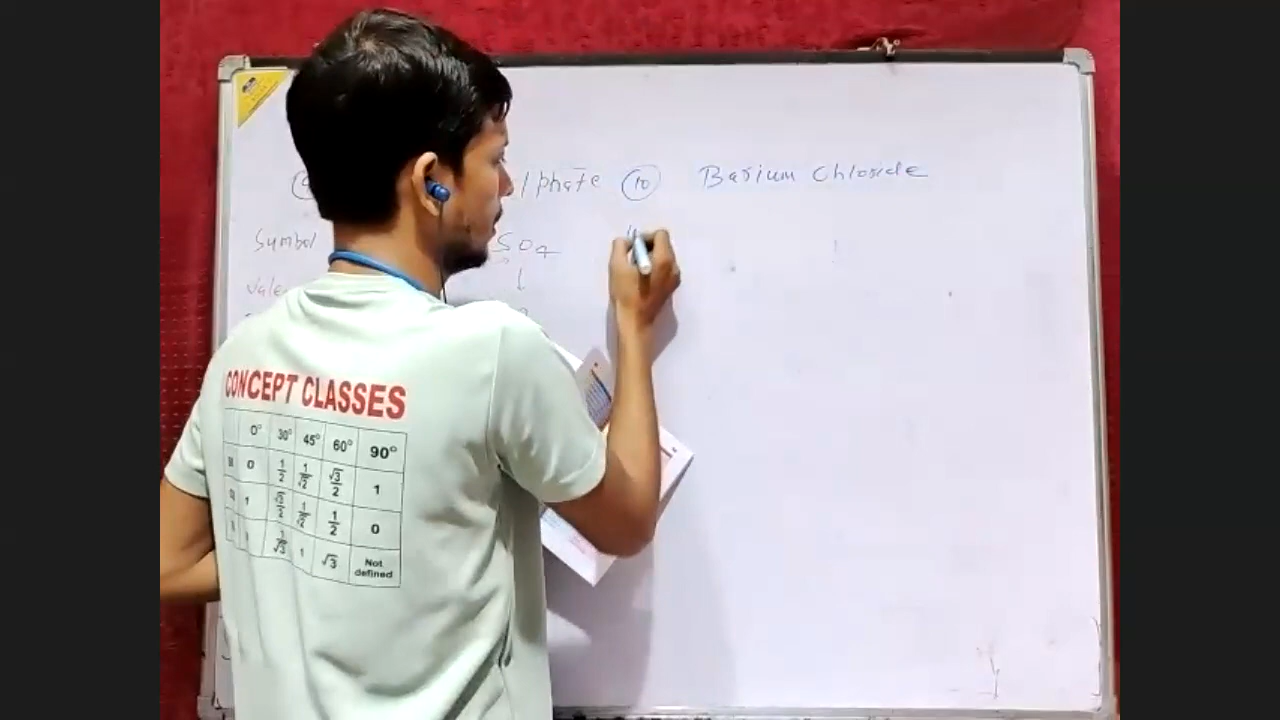 lphate 10 Barium Chloride
Symbol SO4
Vale
CONCEPT CLASSES
0° 30° 45° 60° 90°
0 1/2 1/√2 √3/2 1
1 √3/2 1/√2 1/2 0
1/√3 1 √3 Not defined